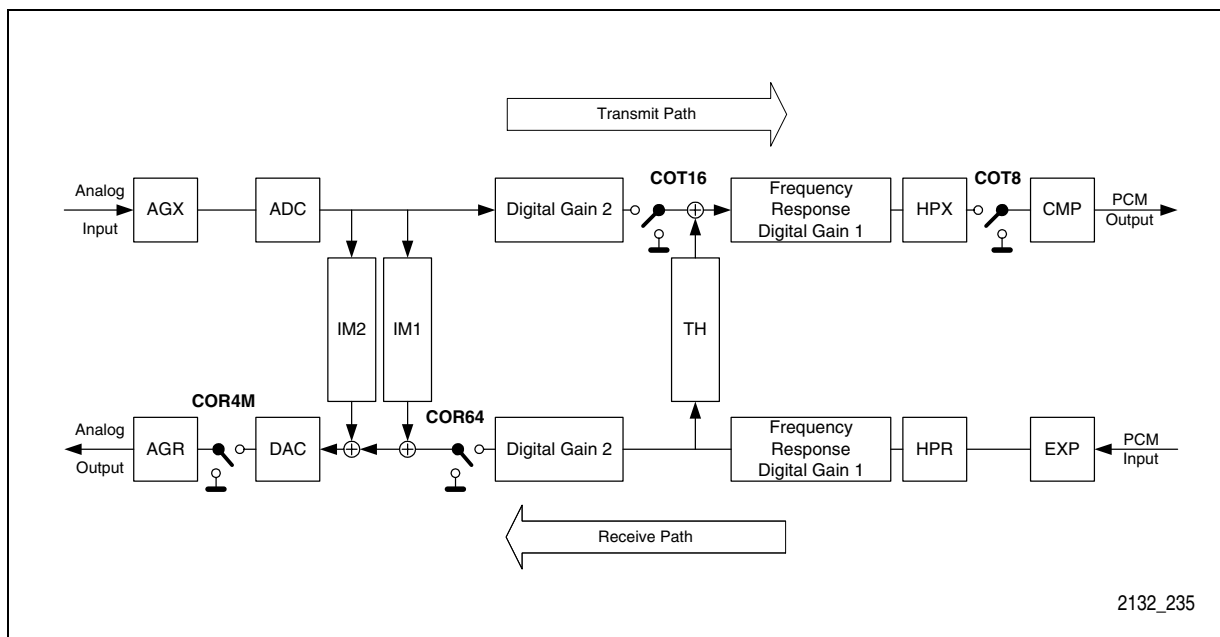 Transmit Path
COT16
COT8
Analog
Input
AGX
ADC
Digital Gain 2
Frequency
Response
Digital Gain 1
HPX
CMP
PCM
Output
IM2
IM1
TH
COR4M
COR64
Analog
Output
AGR
DAC
Digital Gain 2
Frequency
Response
Digital Gain 1
HPR
EXP
PCM
Input
Receive Path
2132_235